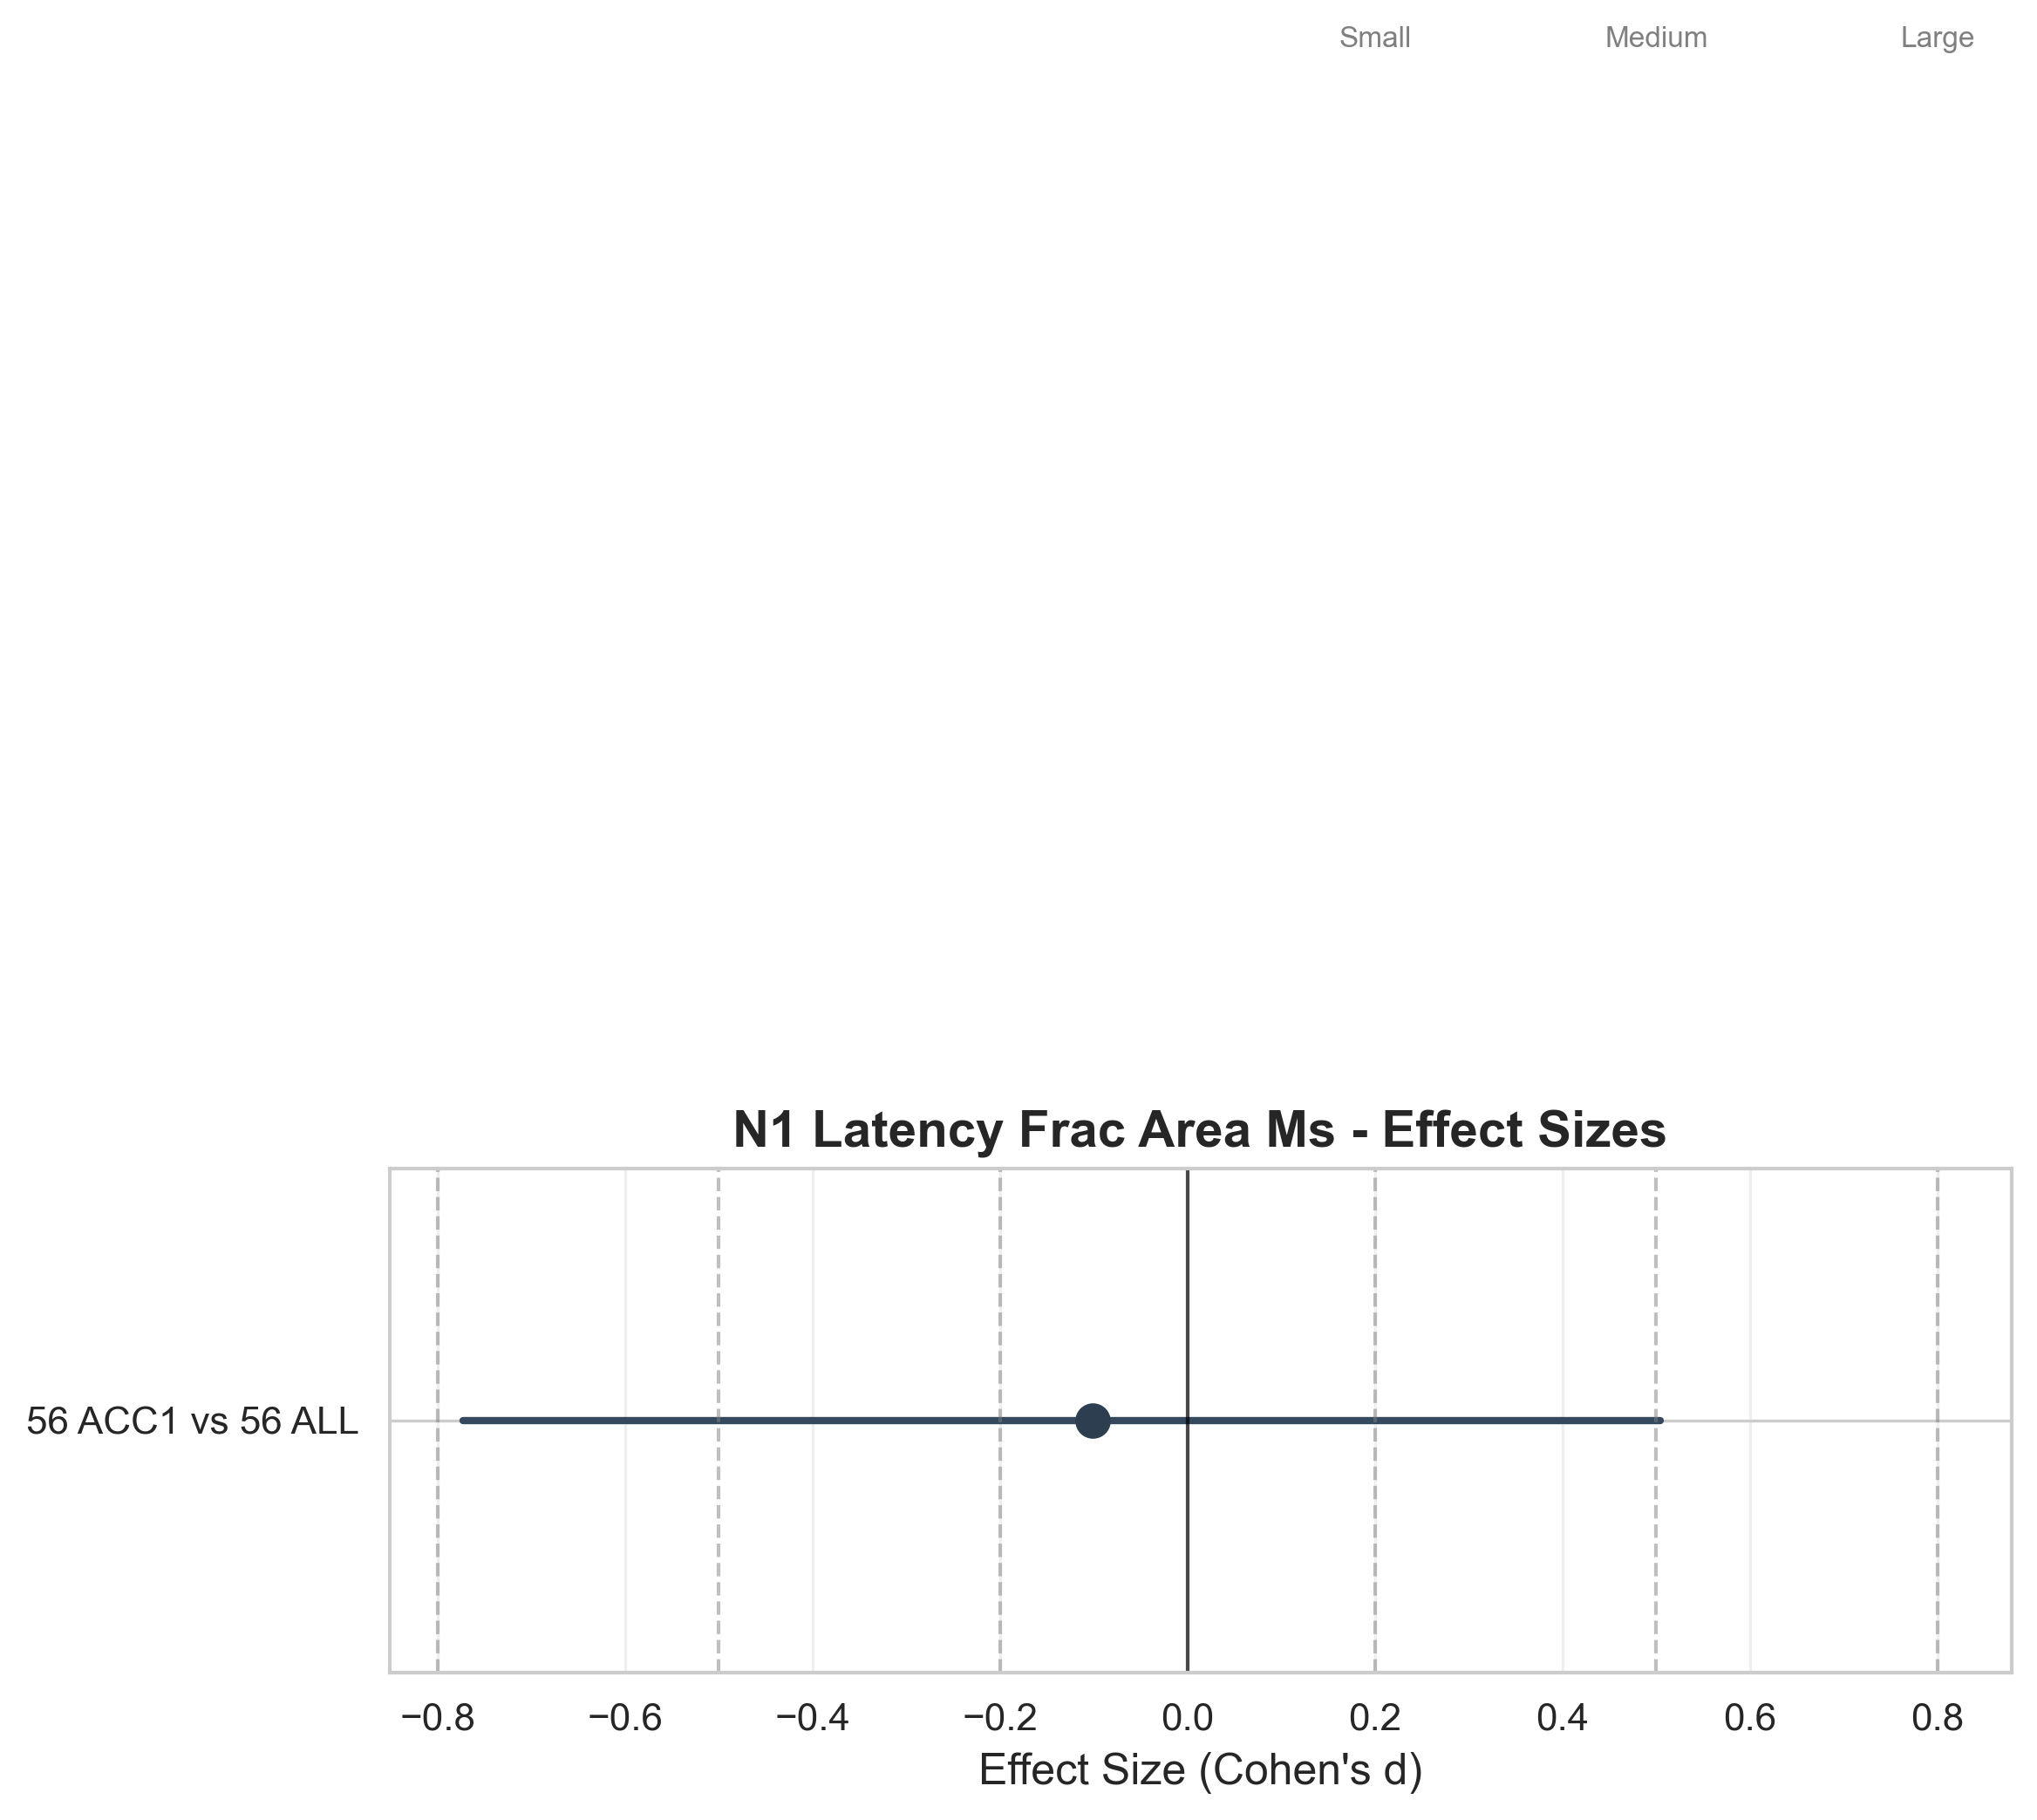 Small Medium Large
N1 Latency Frac Area Ms - Effect Sizes
56 ACC1 vs 56 ALL
−0.8 −0.6 −0.4 −0.2 0.0 0.2 0.4 0.6 0.8
Effect Size (Cohen's d)